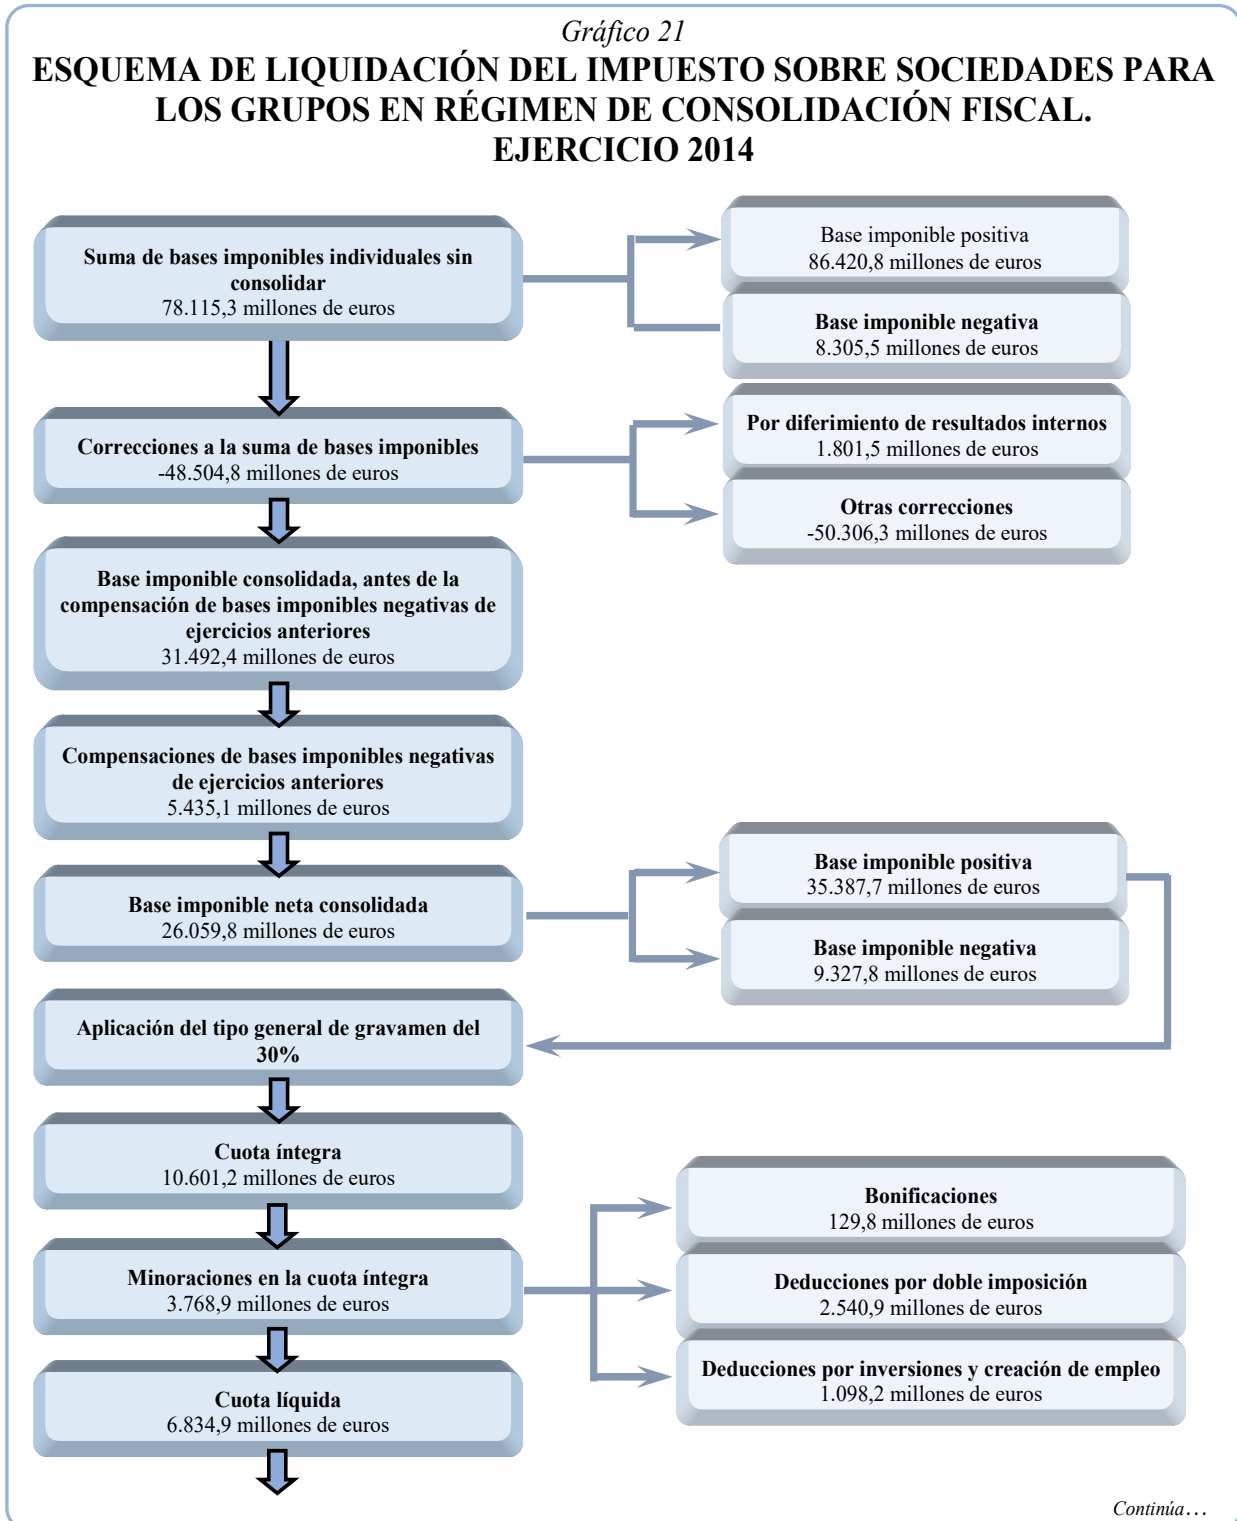 Gráfico 21
ESQUEMA DE LIQUIDACIÓN DEL IMPUESTO SOBRE SOCIEDADES PARA
LOS GRUPOS EN RÉGIMEN DE CONSOLIDACIÓN FISCAL.
EJERCICIO 2014
Suma de bases imponibles individuales sin
consolidar
78.115,3 millones de euros
Base imponible positiva
86.420,8 millones de euros
Base imponible negativa
8.305,5 millones de euros
Correcciones a la suma de bases imponibles
-48.504,8 millones de euros
Por diferimiento de resultados internos
1.801,5 millones de euros
Otras correcciones
-50.306,3 millones de euros
Base imponible consolidada, antes de la
compensación de bases imponibles negativas de
ejercicios anteriores
31.492,4 millones de euros
Compensaciones de bases imponibles negativas
de ejercicios anteriores
5.435,1 millones de euros
Base imponible neta consolidada
26.059,8 millones de euros
Base imponible positiva
35.387,7 millones de euros
Base imponible negativa
9.327,8 millones de euros
Aplicación del tipo general de gravamen del
30%
Cuota íntegra
10.601,2 millones de euros
Minoraciones en la cuota íntegra
3.768,9 millones de euros
Bonificaciones
129,8 millones de euros
Deducciones por doble imposición
2.540,9 millones de euros
Deducciones por inversiones y creación de empleo
1.098,2 millones de euros
Cuota líquida
6.834,9 millones de euros
Continúa…